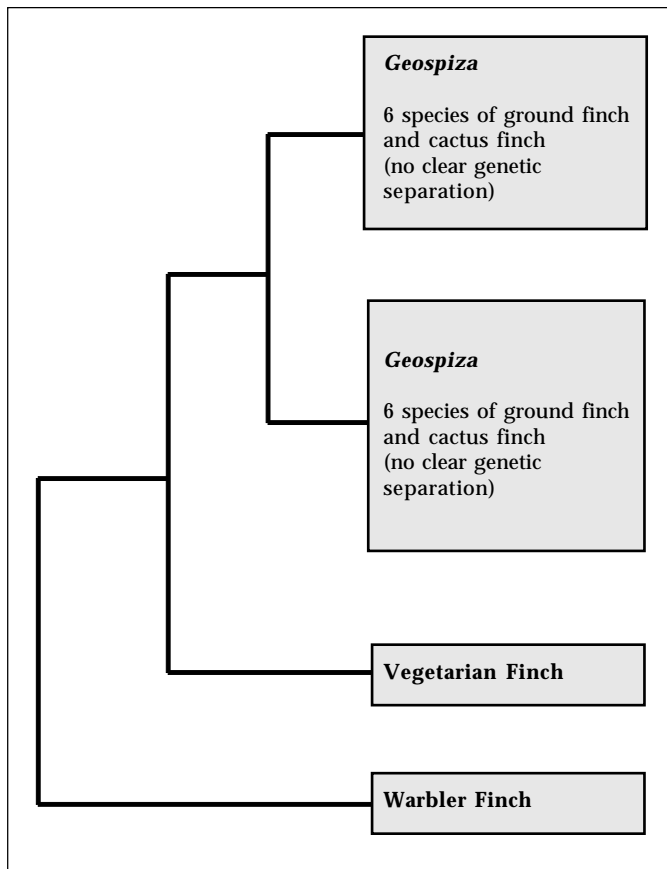 Geospiza
6 species of ground finch
and cactus finch
(no clear genetic
separation)
Geospiza
6 species of ground finch
and cactus finch
(no clear genetic
separation)
Vegetarian Finch
Warbler Finch